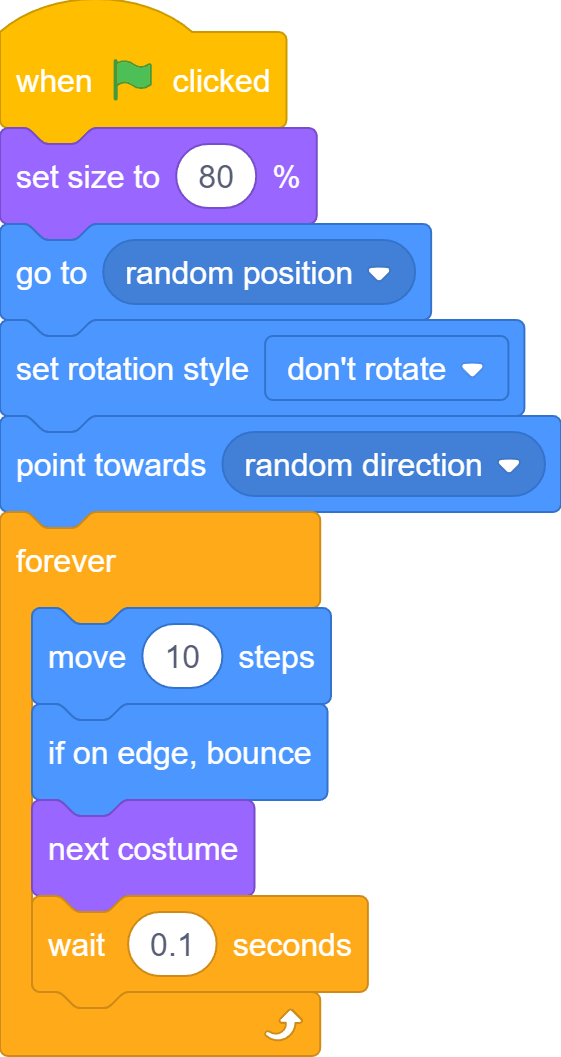 when clicked
set size to 80 %
go to random position
set rotation style don't rotate
point towards random direction
forever
move 10 steps
if on edge, bounce
next costume
wait 0.1 seconds